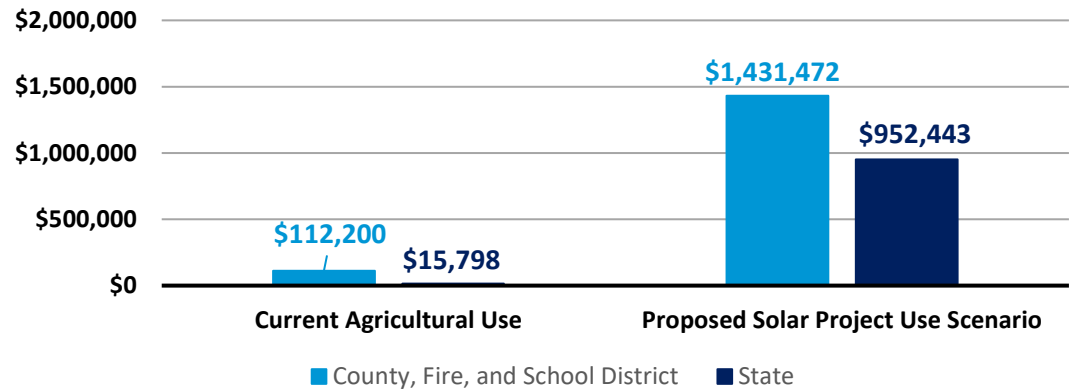 $2,000,000
$1,500,000
$1,000,000
$500,000
$0
$112,200
$15,798
$1,431,472
$952,443
Current Agricultural Use
Proposed Solar Project Use Scenario
County, Fire, and School District
State